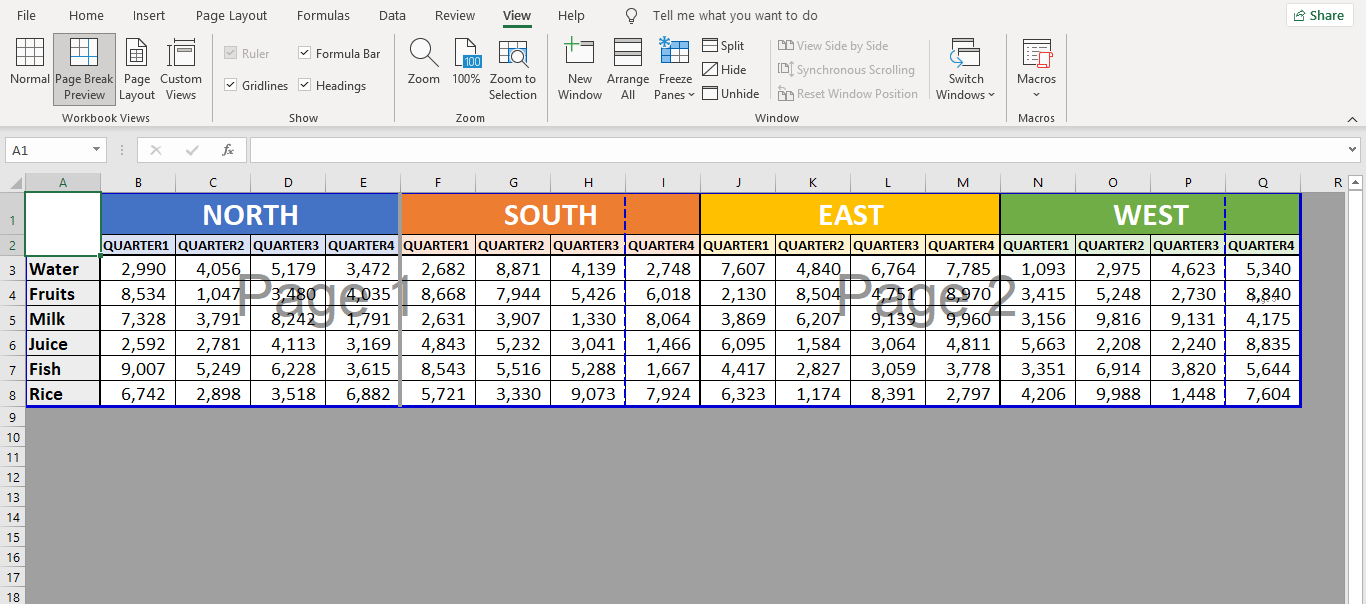 File Home Insert Page Layout Formulas Data Review View Help Tell me what you want to do Share
Normal Page Break Preview Page Layout Custom Views
Ruler Formula Bar
Gridlines Headings
Zoom 100% Zoom to Selection
New Window Arrange All Freeze Panes
Split
Hide
Unhide
View Side by Side
Synchronous Scrolling
Reset Window Position
Switch Windows
Macros
Workbook Views Show Zoom Window Macros
A1 fx
A B C D E F G H I J K L M N O P Q R
1 NORTH SOUTH EAST WEST
2 QUARTER1 QUARTER2 QUARTER3 QUARTER4 QUARTER1 QUARTER2 QUARTER3 QUARTER4 QUARTER1 QUARTER2 QUARTER3 QUARTER4 QUARTER1 QUARTER2 QUARTER3 QUARTER4
3 Water 2,990 4,056 5,179 3,472 2,682 8,871 4,139 2,748 7,607 4,840 6,764 7,785 1,093 2,975 4,623 5,340
4 Fruits 8,534 1,047 3,480 4,035 8,668 7,944 5,426 6,018 2,130 8,504 4,751 8,970 3,415 5,248 2,730 8,840
Page 1 Page 2
5 Milk 7,328 3,791 8,242 1,791 2,631 3,907 1,330 8,064 3,869 6,207 9,139 9,960 3,156 9,816 9,131 4,175
6 Juice 2,592 2,781 4,113 3,169 4,843 5,232 3,041 1,466 6,095 1,584 3,064 4,811 5,663 2,208 2,240 8,835
7 Fish 9,007 5,249 6,228 3,615 8,543 5,516 5,288 1,667 4,417 2,827 3,059 3,778 3,351 6,914 3,820 5,644
8 Rice 6,742 2,898 3,518 6,882 5,721 3,330 9,073 7,924 6,323 1,174 8,391 2,797 4,206 9,988 1,448 7,604
9
10
11
12
13
14
15
16
17
18